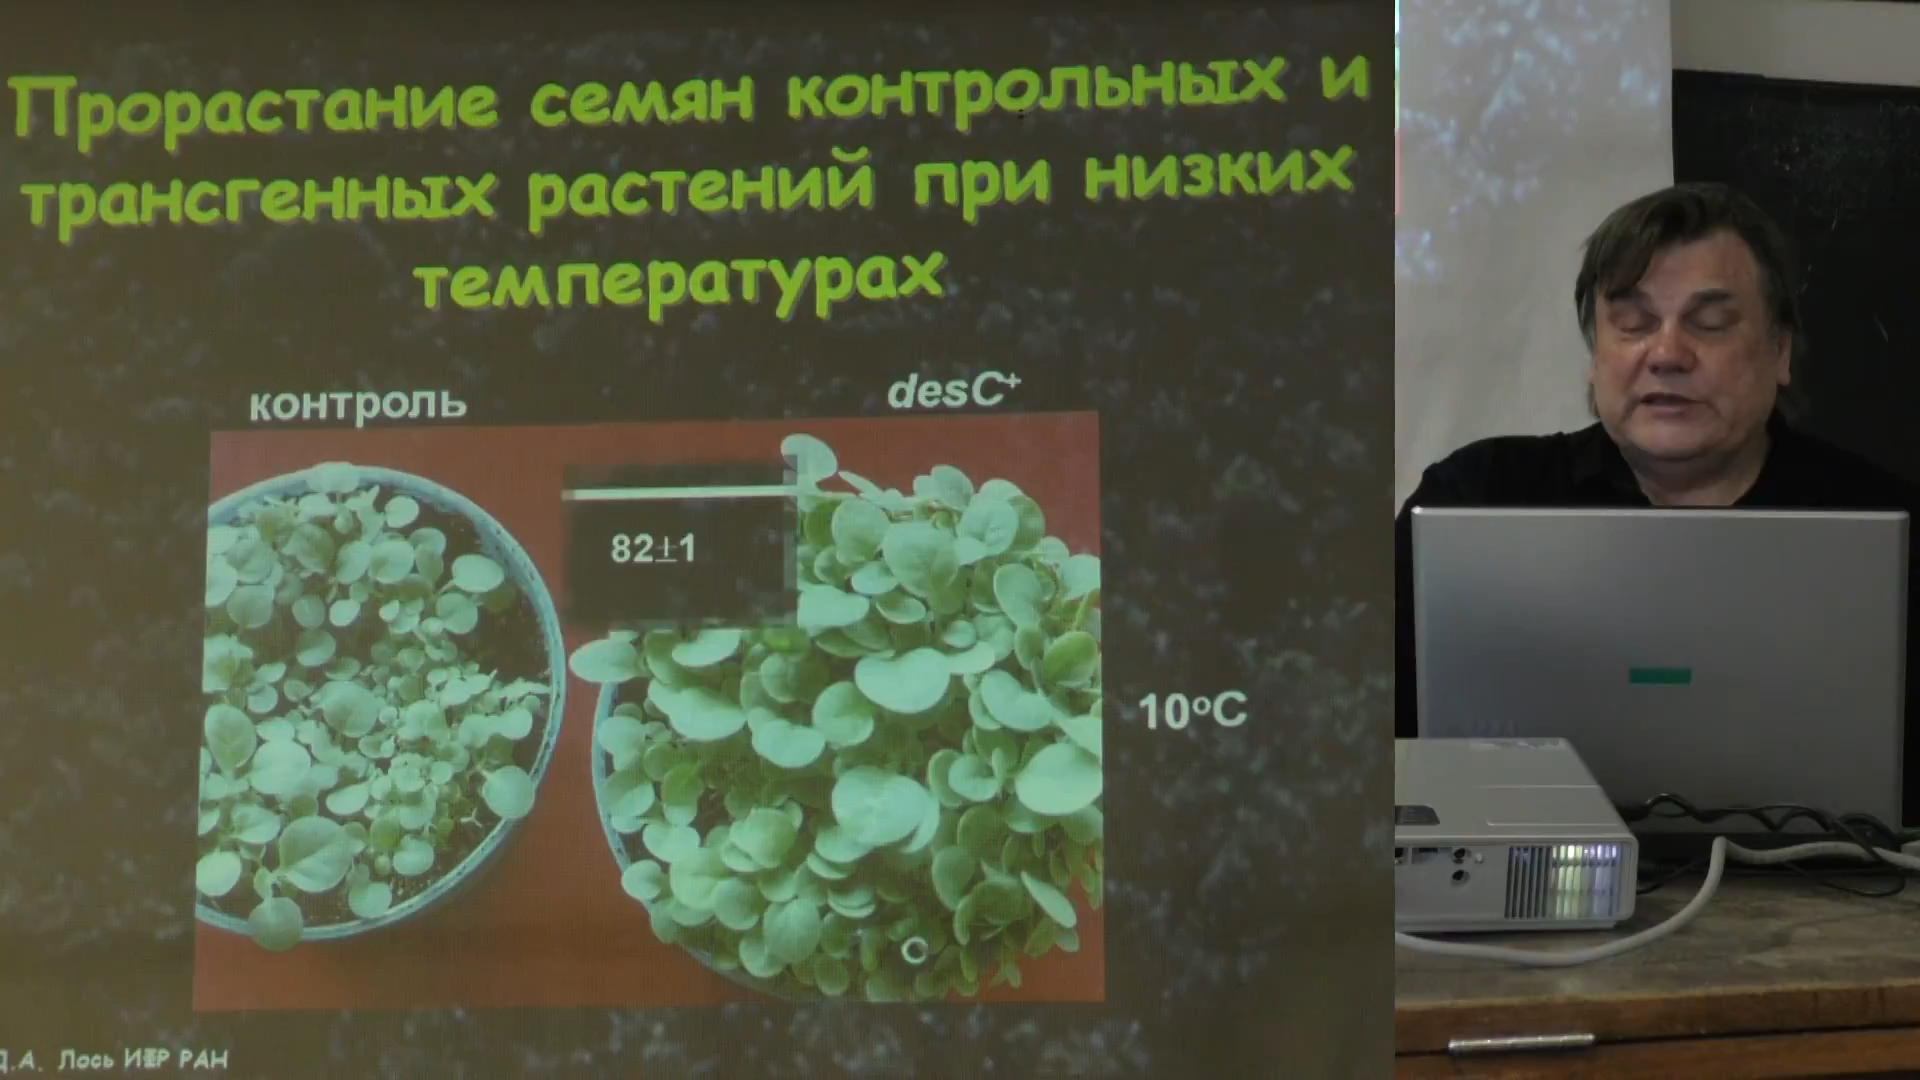 Прорастание семян контрольных и
трансгенных растений при низких
температурах
контроль
desC⁺
82±1
10°C
Д.А. Лось ИФР РАН